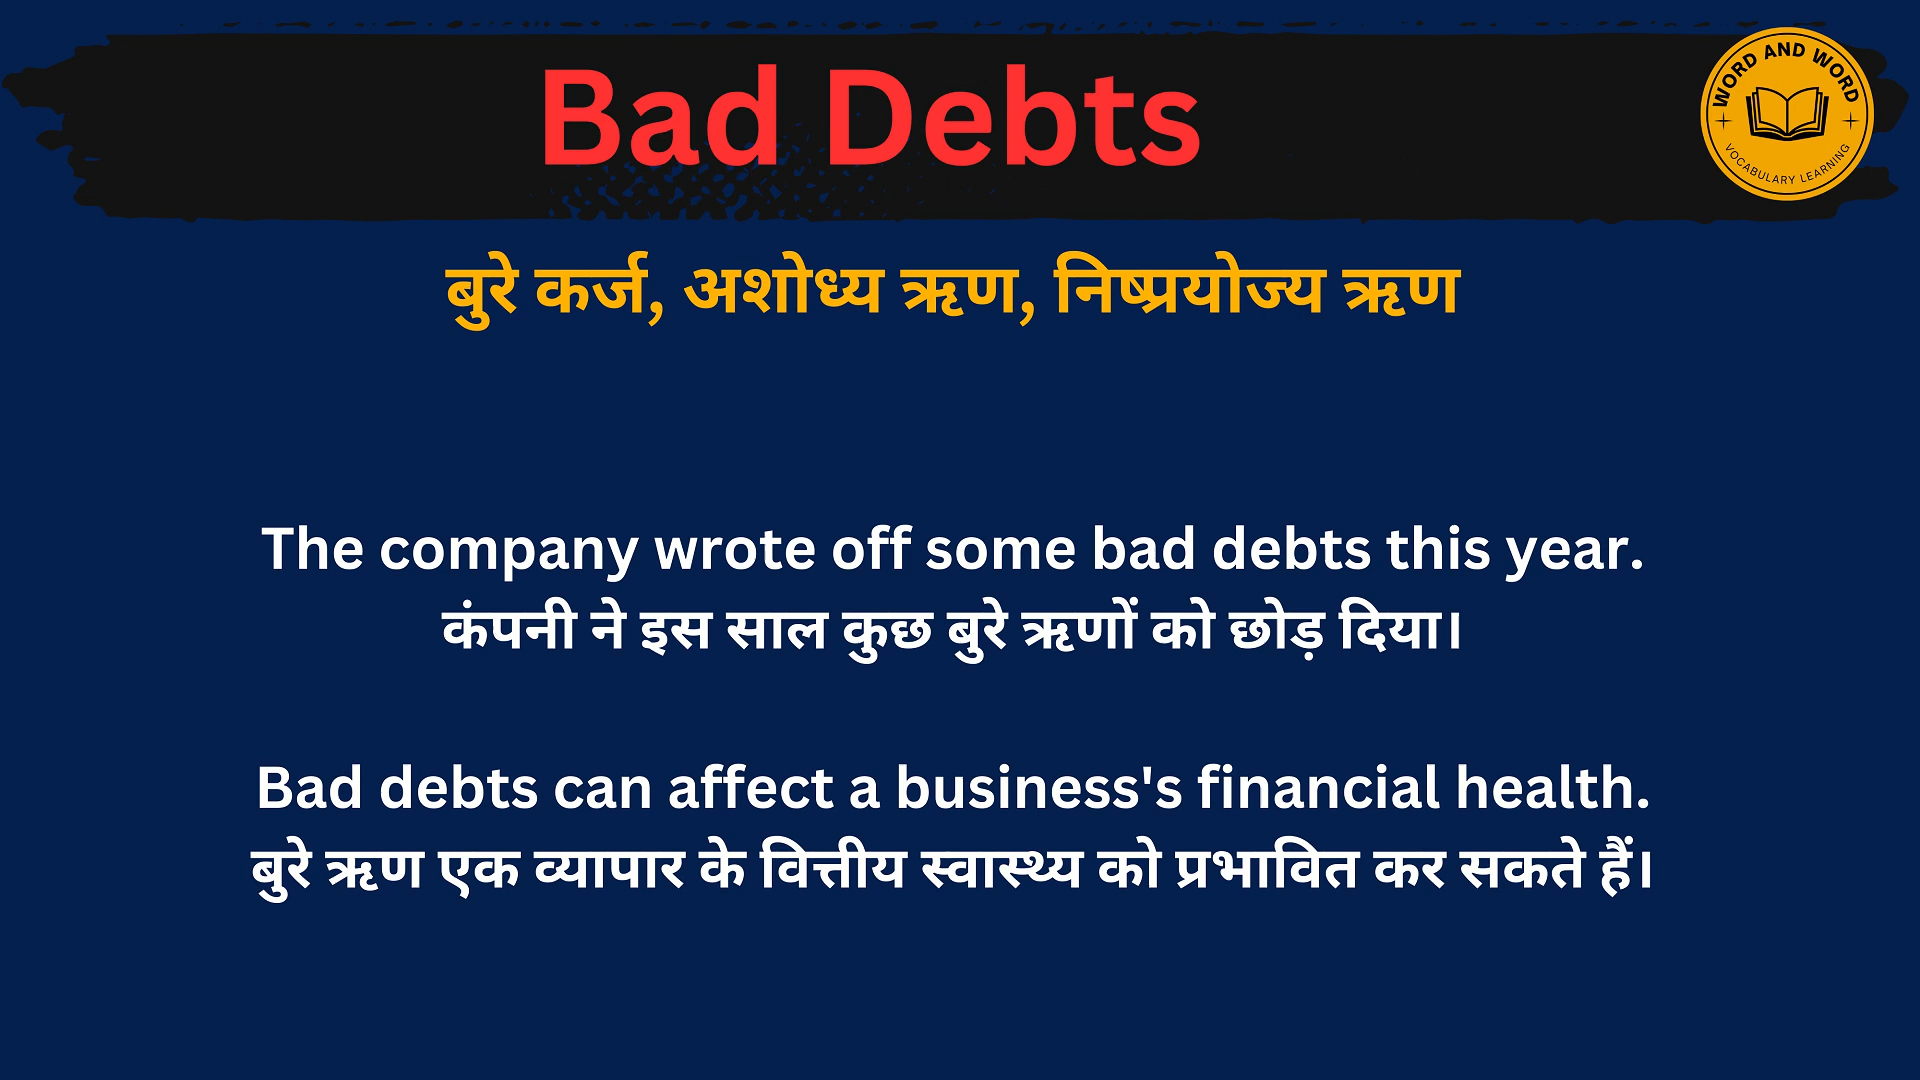 Bad Debts
WORD AND WORD
VOCABULARY LEARNING
बुरे कर्ज, अशोध्य ऋण, निष्प्रयोज्य ऋण
The company wrote off some bad debts this year.
कंपनी ने इस साल कुछ बुरे ऋणों को छोड़ दिया।
Bad debts can affect a business's financial health.
बुरे ऋण एक व्यापार के वित्तीय स्वास्थ्य को प्रभावित कर सकते हैं।